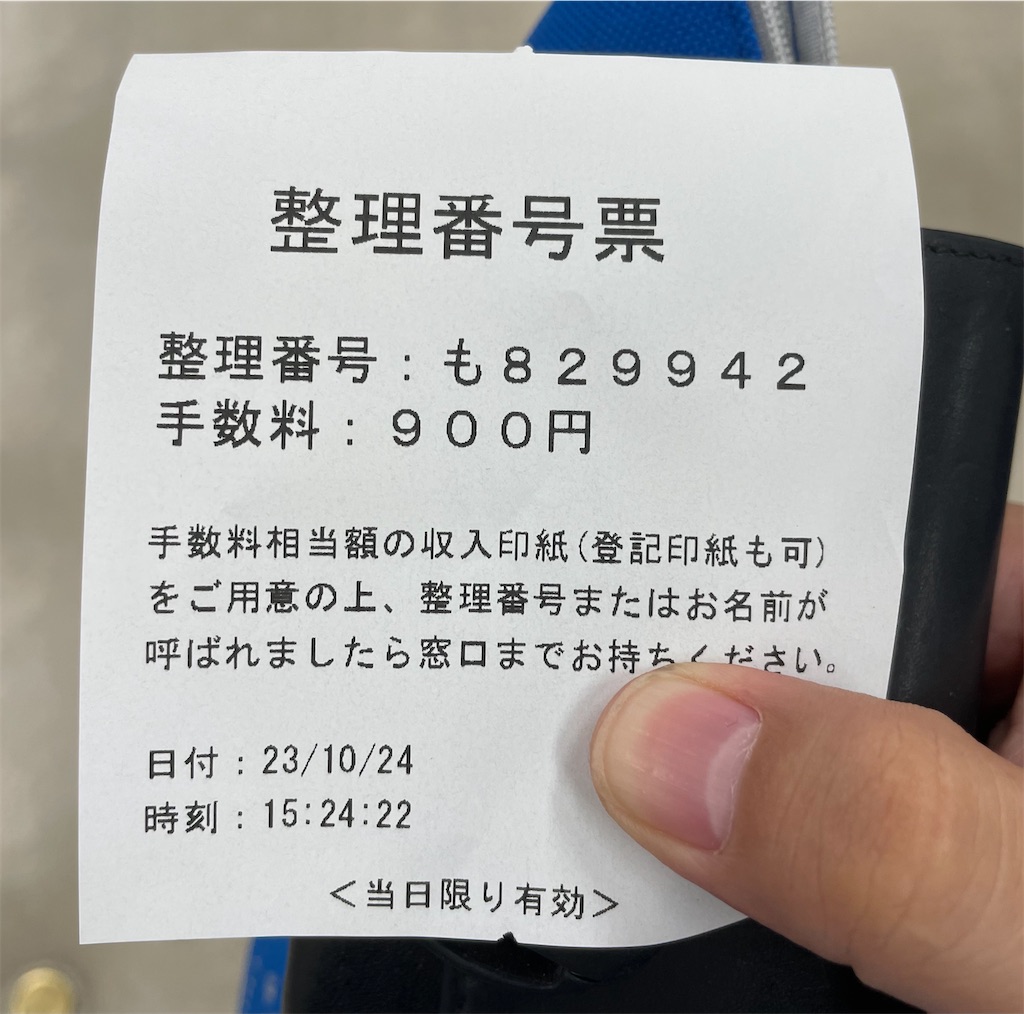 整理番号票
整理番号：も８２９９４２
手数料：９００円
手数料相当額の収入印紙(登記印紙も可)
をご用意の上、整理番号またはお名前が
呼ばれましたら窓口までお持ちください。
日付：23/10/24
時刻：15:24:22
＜当日限り有効＞